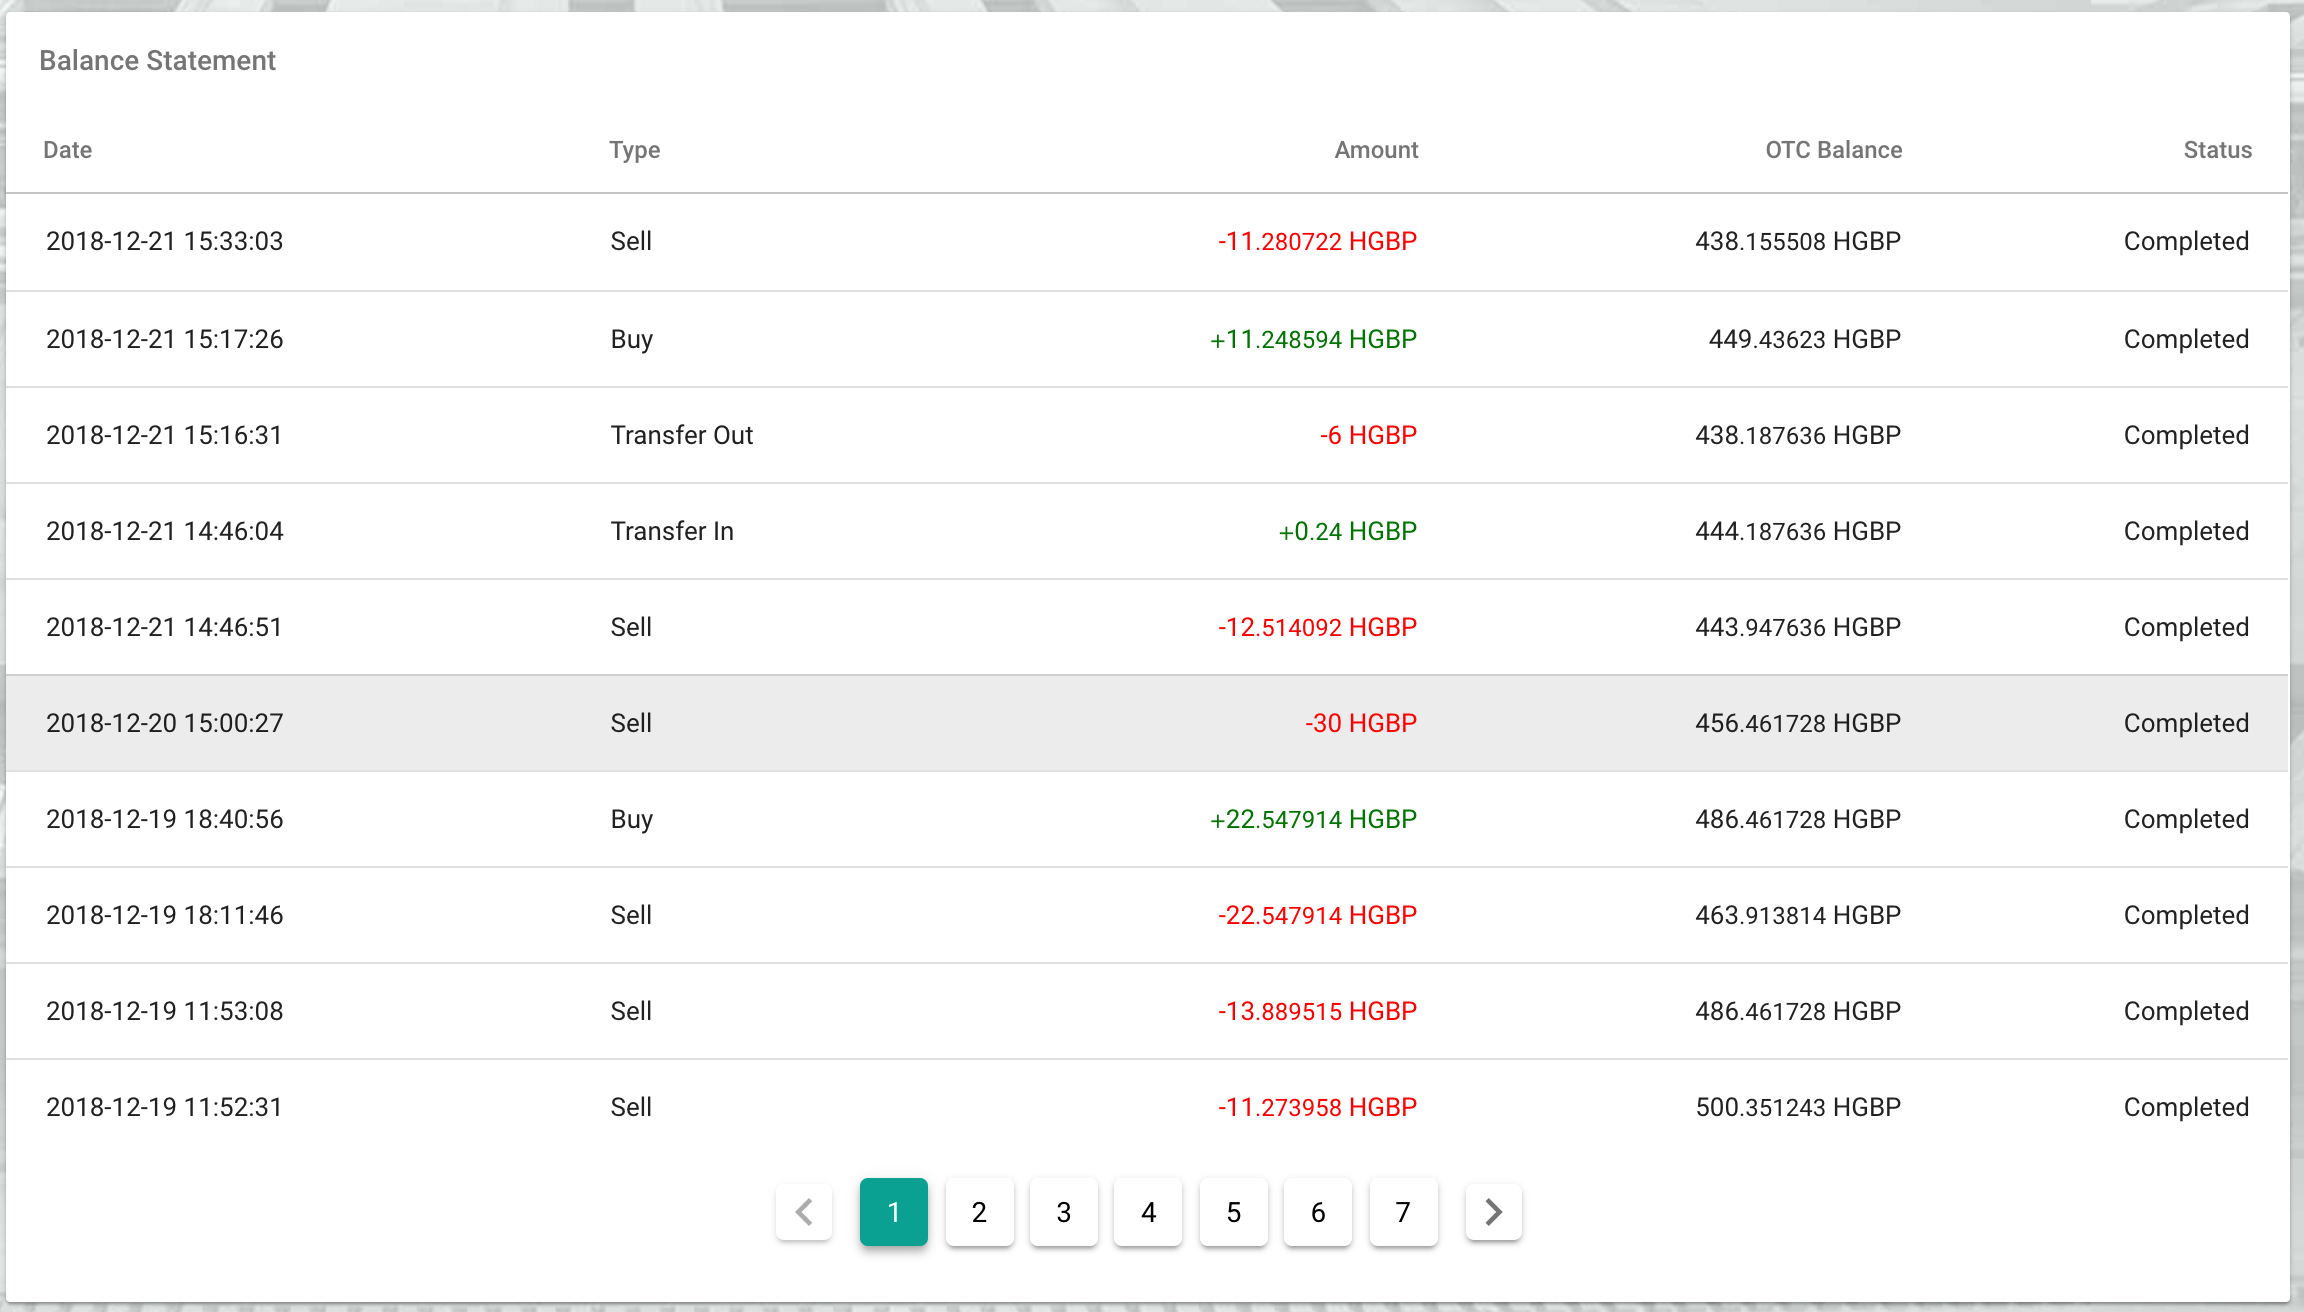 Balance Statement
Date Type Amount OTC Balance Status
2018-12-21 15:33:03 Sell -11.280722 HGBP 438.155508 HGBP Completed
2018-12-21 15:17:26 Buy +11.248594 HGBP 449.43623 HGBP Completed
2018-12-21 15:16:31 Transfer Out -6 HGBP 438.187636 HGBP Completed
2018-12-21 14:46:04 Transfer In +0.24 HGBP 444.187636 HGBP Completed
2018-12-21 14:46:51 Sell -12.514092 HGBP 443.947636 HGBP Completed
2018-12-20 15:00:27 Sell -30 HGBP 456.461728 HGBP Completed
2018-12-19 18:40:56 Buy +22.547914 HGBP 486.461728 HGBP Completed
2018-12-19 18:11:46 Sell -22.547914 HGBP 463.913814 HGBP Completed
2018-12-19 11:53:08 Sell -13.889515 HGBP 486.461728 HGBP Completed
2018-12-19 11:52:31 Sell -11.273958 HGBP 500.351243 HGBP Completed
1 2 3 4 5 6 7